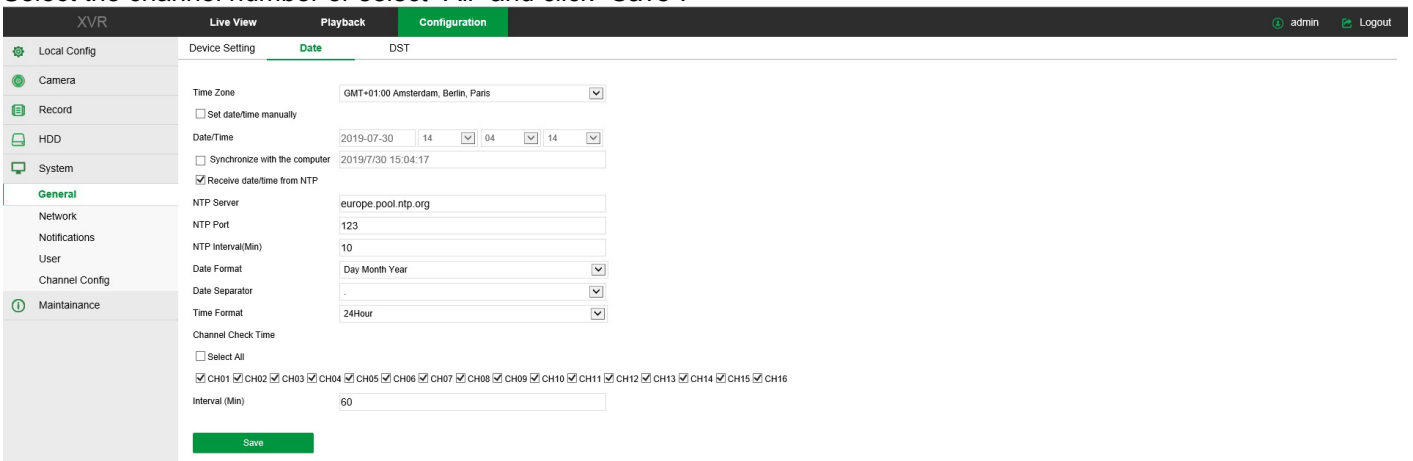 Select the channel number or select “All” and click “Save”.
XVR Live View Playback Configuration admin Logout
Local Config
Camera
Record
HDD
System
General
Network
Notifications
User
Channel Config
Maintainance
Device Setting Date DST
Time Zone GMT+01:00 Amsterdam, Berlin, Paris
Set date/time manually
Date/Time 2019-07-30 14 04 14
Synchronize with the computer 2019/7/30 15:04:17
Receive date/time from NTP
NTP Server europe.pool.ntp.org
NTP Port 123
NTP Interval(Min) 10
Date Format Day Month Year
Date Separator .
Time Format 24Hour
Channel Check Time
Select All
CH01 CH02 CH03 CH04 CH05 CH06 CH07 CH08 CH09 CH10 CH11 CH12 CH13 CH14 CH15 CH16
Interval (Min) 60
Save